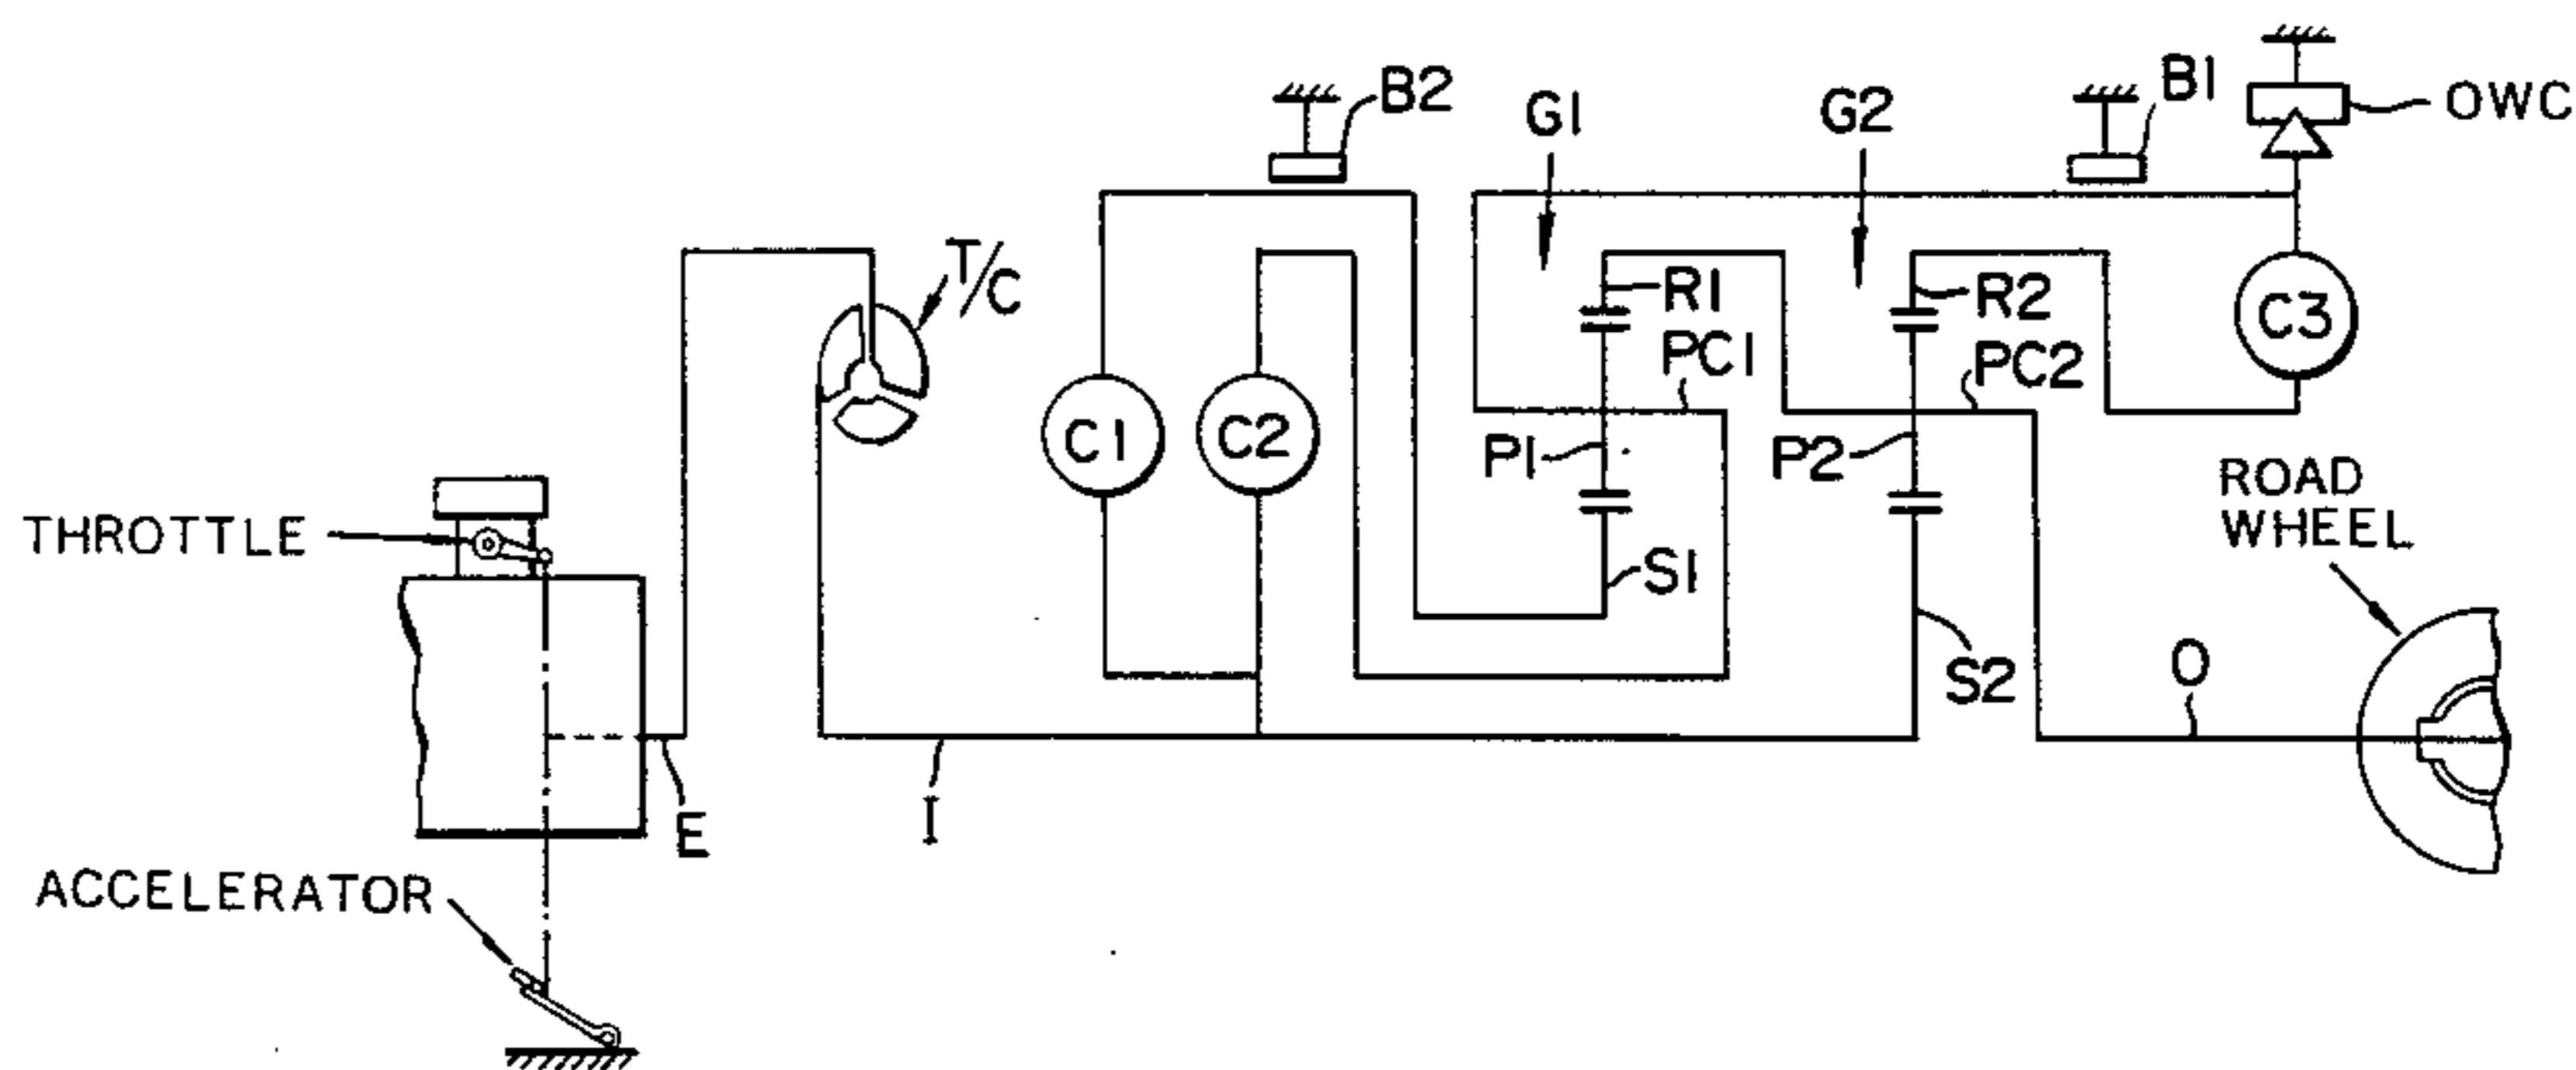 B2
G1
G2
B1
OWC
T/C
R1
R2
C3
PC1
PC2
C1
C2
P1
P2
ROAD
WHEEL
THROTTLE
S1
S2
O
I
E
ACCELERATOR